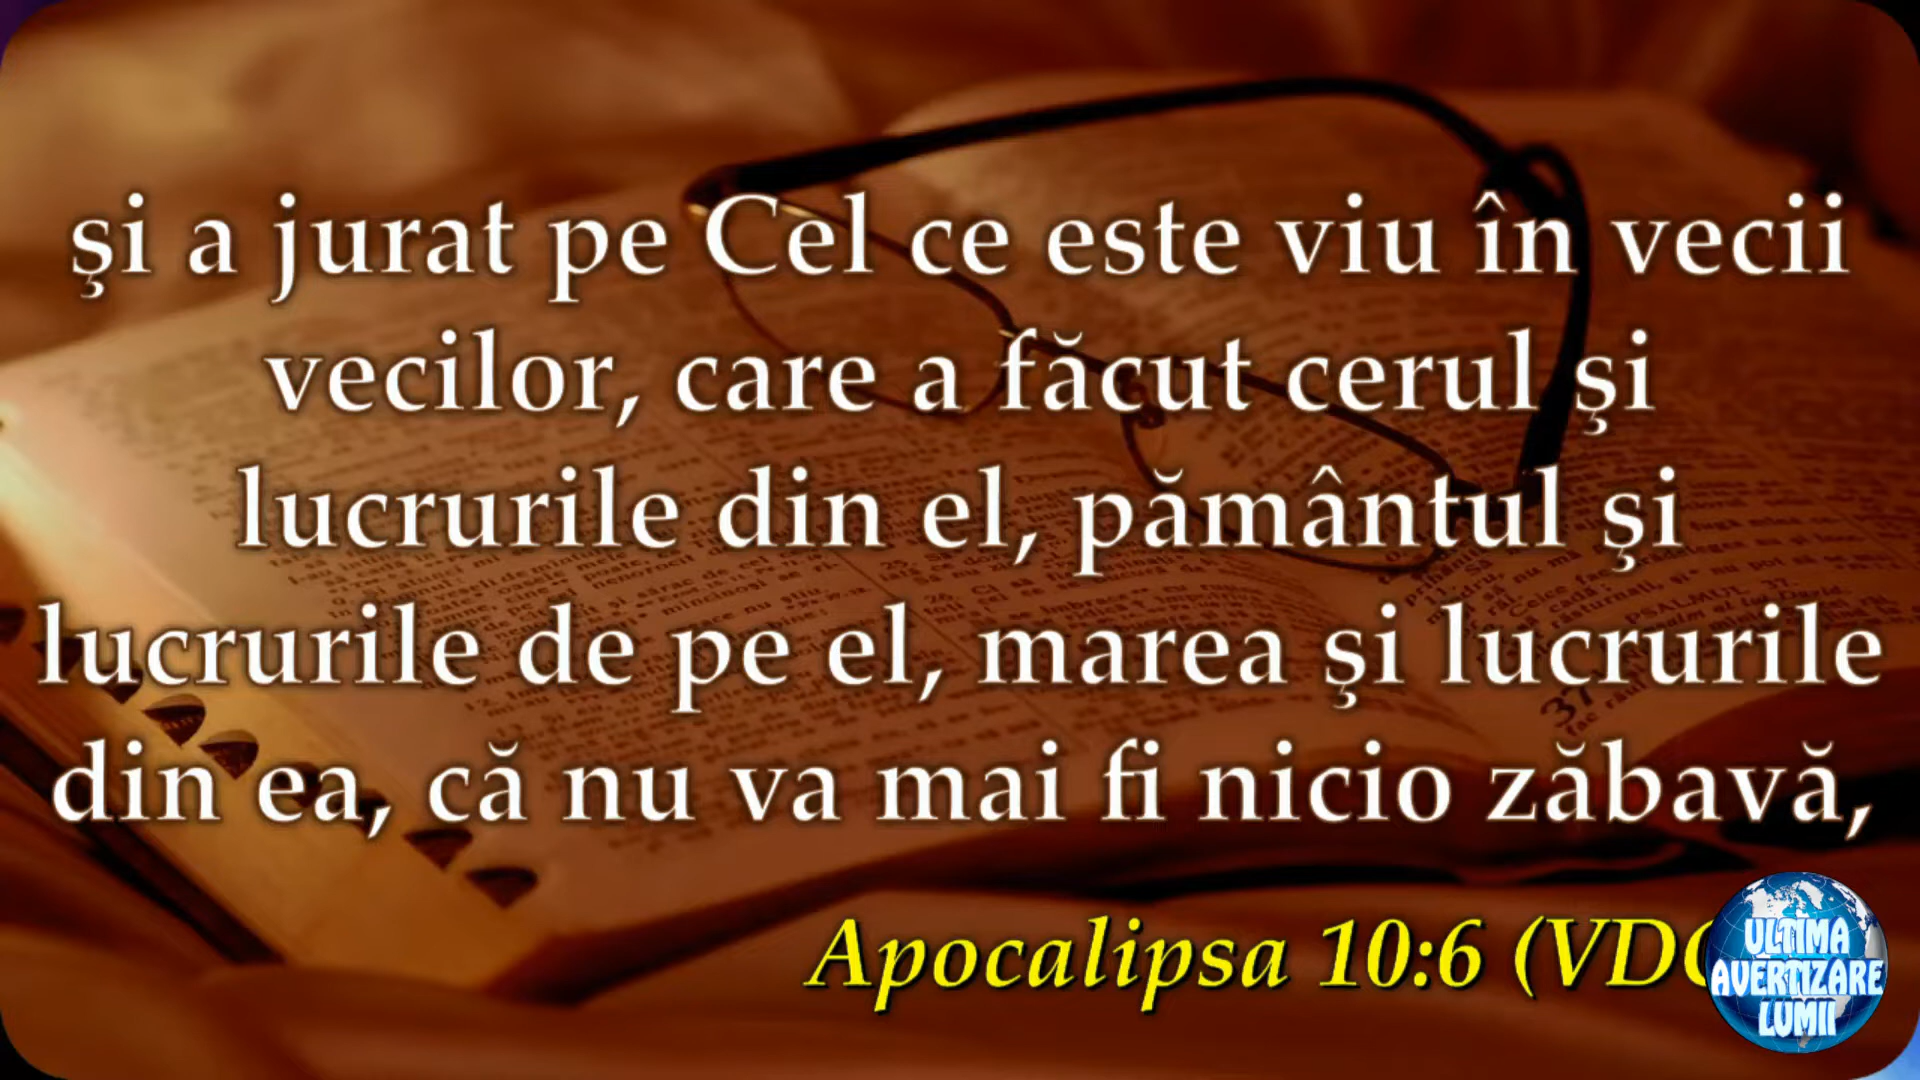 şi a jurat pe Cel ce este viu în vecii
vecilor, care a făcut cerul şi
lucrurile din el, pământul şi
lucrurile de pe el, marea şi lucrurile
din ea, că nu va mai fi nicio zăbavă,
Apocalipsa 10:6 (VDC
ULTIMA
AVERTIZARE
LUMII